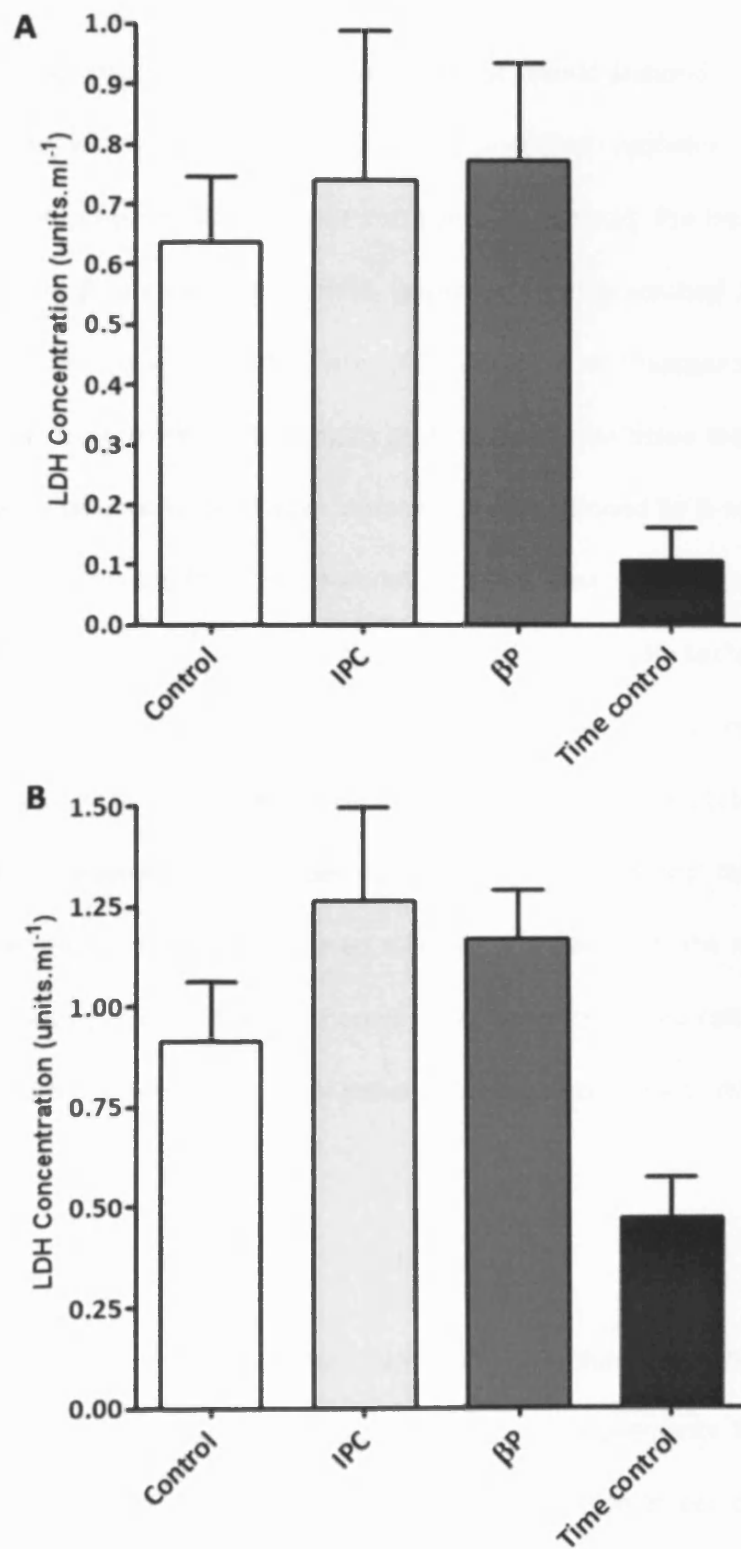 A
LDH Concentration (units.ml⁻¹)
1.0
0.9
0.8
0.7
0.6
0.5
0.4
0.3
0.2
0.1
0.0
Control
IPC
βP
Time control
B
LDH Concentration (units.ml⁻¹)
1.50
1.25
1.00
0.75
0.50
0.25
0.00
Control
IPC
βP
Time control